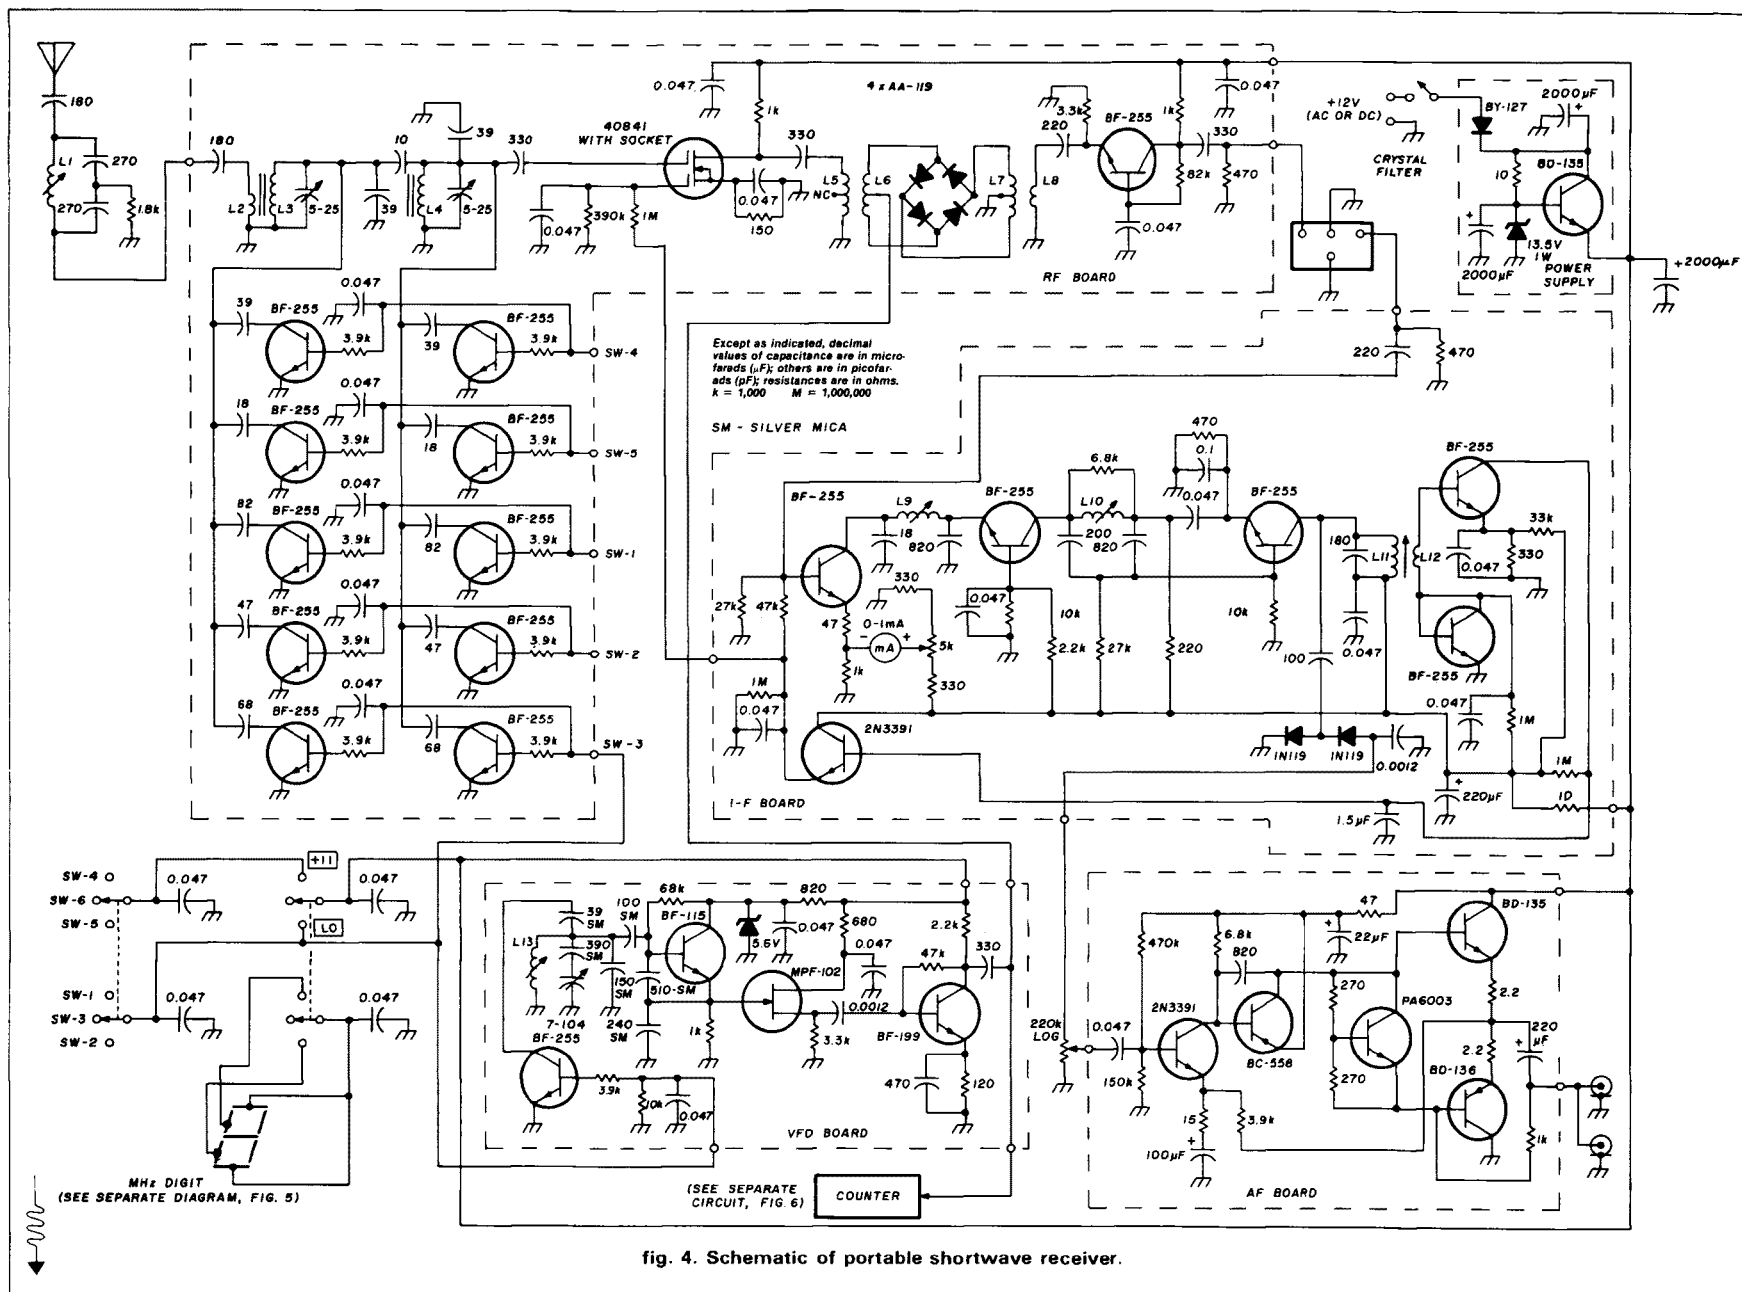 180
L1
270
270
1.8k
180
L2
L3
5-25
39
10
39
L4
5-25
330
0.047
390k
1M
40841
WITH SOCKET
0.047
1k
330
0.047
150
NC
L5
L6
4 x AA-119
L7
L8
3.3k
220
BF-255
1k
0.047
330
82k
470
0.047
RF BOARD
+12V
(AC OR DC)
CRYSTAL
FILTER
BY-127
2000µF
+
BD-135
10
+
2000µF
13.5V
1W
POWER
SUPPLY
+2000µF
39
BF-255
0.047
3.9k
39
BF-255
3.9k
SW-4
18
BF-255
0.047
3.9k
18
BF-255
3.9k
SW-5
82
BF-255
0.047
3.9k
82
BF-255
3.9k
SW-1
47
BF-255
0.047
3.9k
47
BF-255
3.9k
SW-2
68
BF-255
0.047
3.9k
68
BF-255
3.9k
SW-3
Except as indicated, decimal
values of capacitance are in micro-
farads (µF); others are in picofar-
ads (pF); resistances are in ohms.
k = 1,000 M = 1,000,000
SM - SILVER MICA
220
470
BF-255
L9
18
820
27k
47k
47
1k
330
0-1mA
-
mA
+
5k
330
BF-255
0.047
10k
2.2k
6.8k
L10
200
820
27k
220
470
0.1
0.047
BF-255
10k
100
180
L11
L12
0.047
BF-255
33k
0.047
330
BF-255
0.047
1M
1M
0.047
2N3391
1N119
1N119
0.0012
+
220µF
1M
1D
1.5µF
I-F BOARD
SW-4
SW-6
SW-5
0.047
+11
LO
0.047
SW-1
SW-3
SW-2
0.047
0.047
MHz DIGIT
(SEE SEPARATE DIAGRAM, FIG. 5)
L13
39
SM
390
SM
7-104
100
SM
150
SM
68k
BF-115
510-SM
240
SM
1k
5.6V
820
0.047
680
0.047
MPF-102
3.3k
0.0012
47k
2.2k
330
BF-199
470
120
BF-255
3.9k
10k
0.047
VFD BOARD
(SEE SEPARATE
CIRCUIT, FIG. 6)
COUNTER
220k
LOG
0.047
470k
150k
2N3391
6.8k
820
BC-558
15
+
100µF
3.9k
47
+
22µF
270
270
PA6003
BD-135
2.2
2.2
BD-136
220
µF
+
1k
AF BOARD
fig. 4. Schematic of portable shortwave receiver.